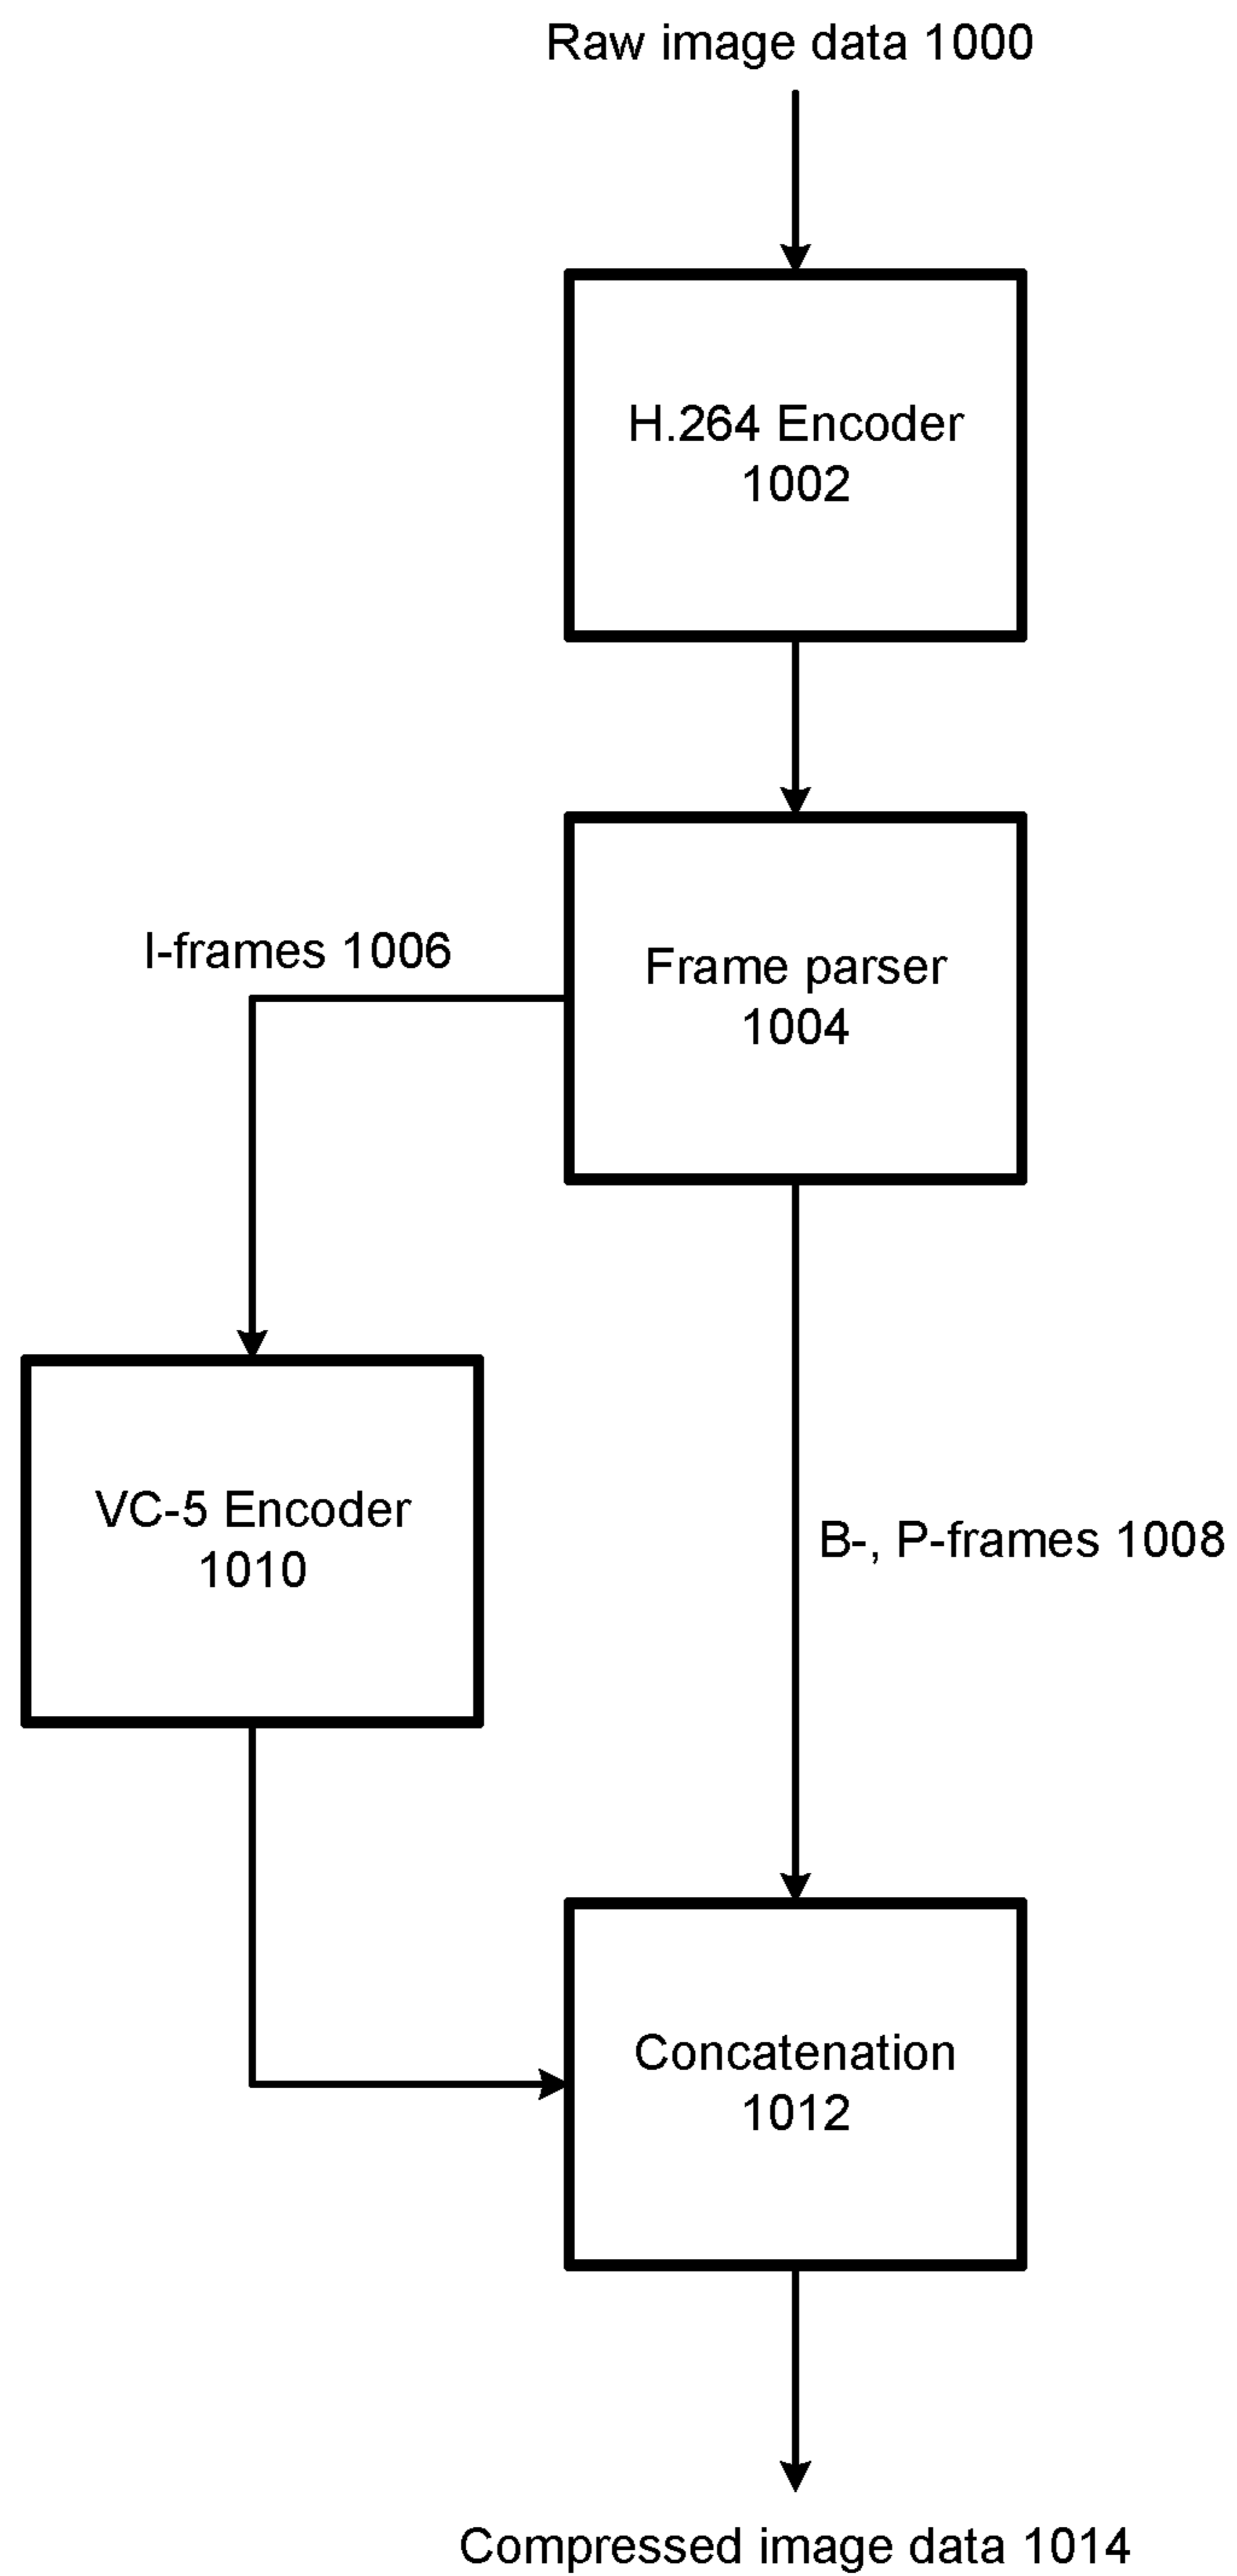 Raw image data 1000
H.264 Encoder
1002
I-frames 1006
Frame parser
1004
VC-5 Encoder
1010
B-, P-frames 1008
Concatenation
1012
Compressed image data 1014